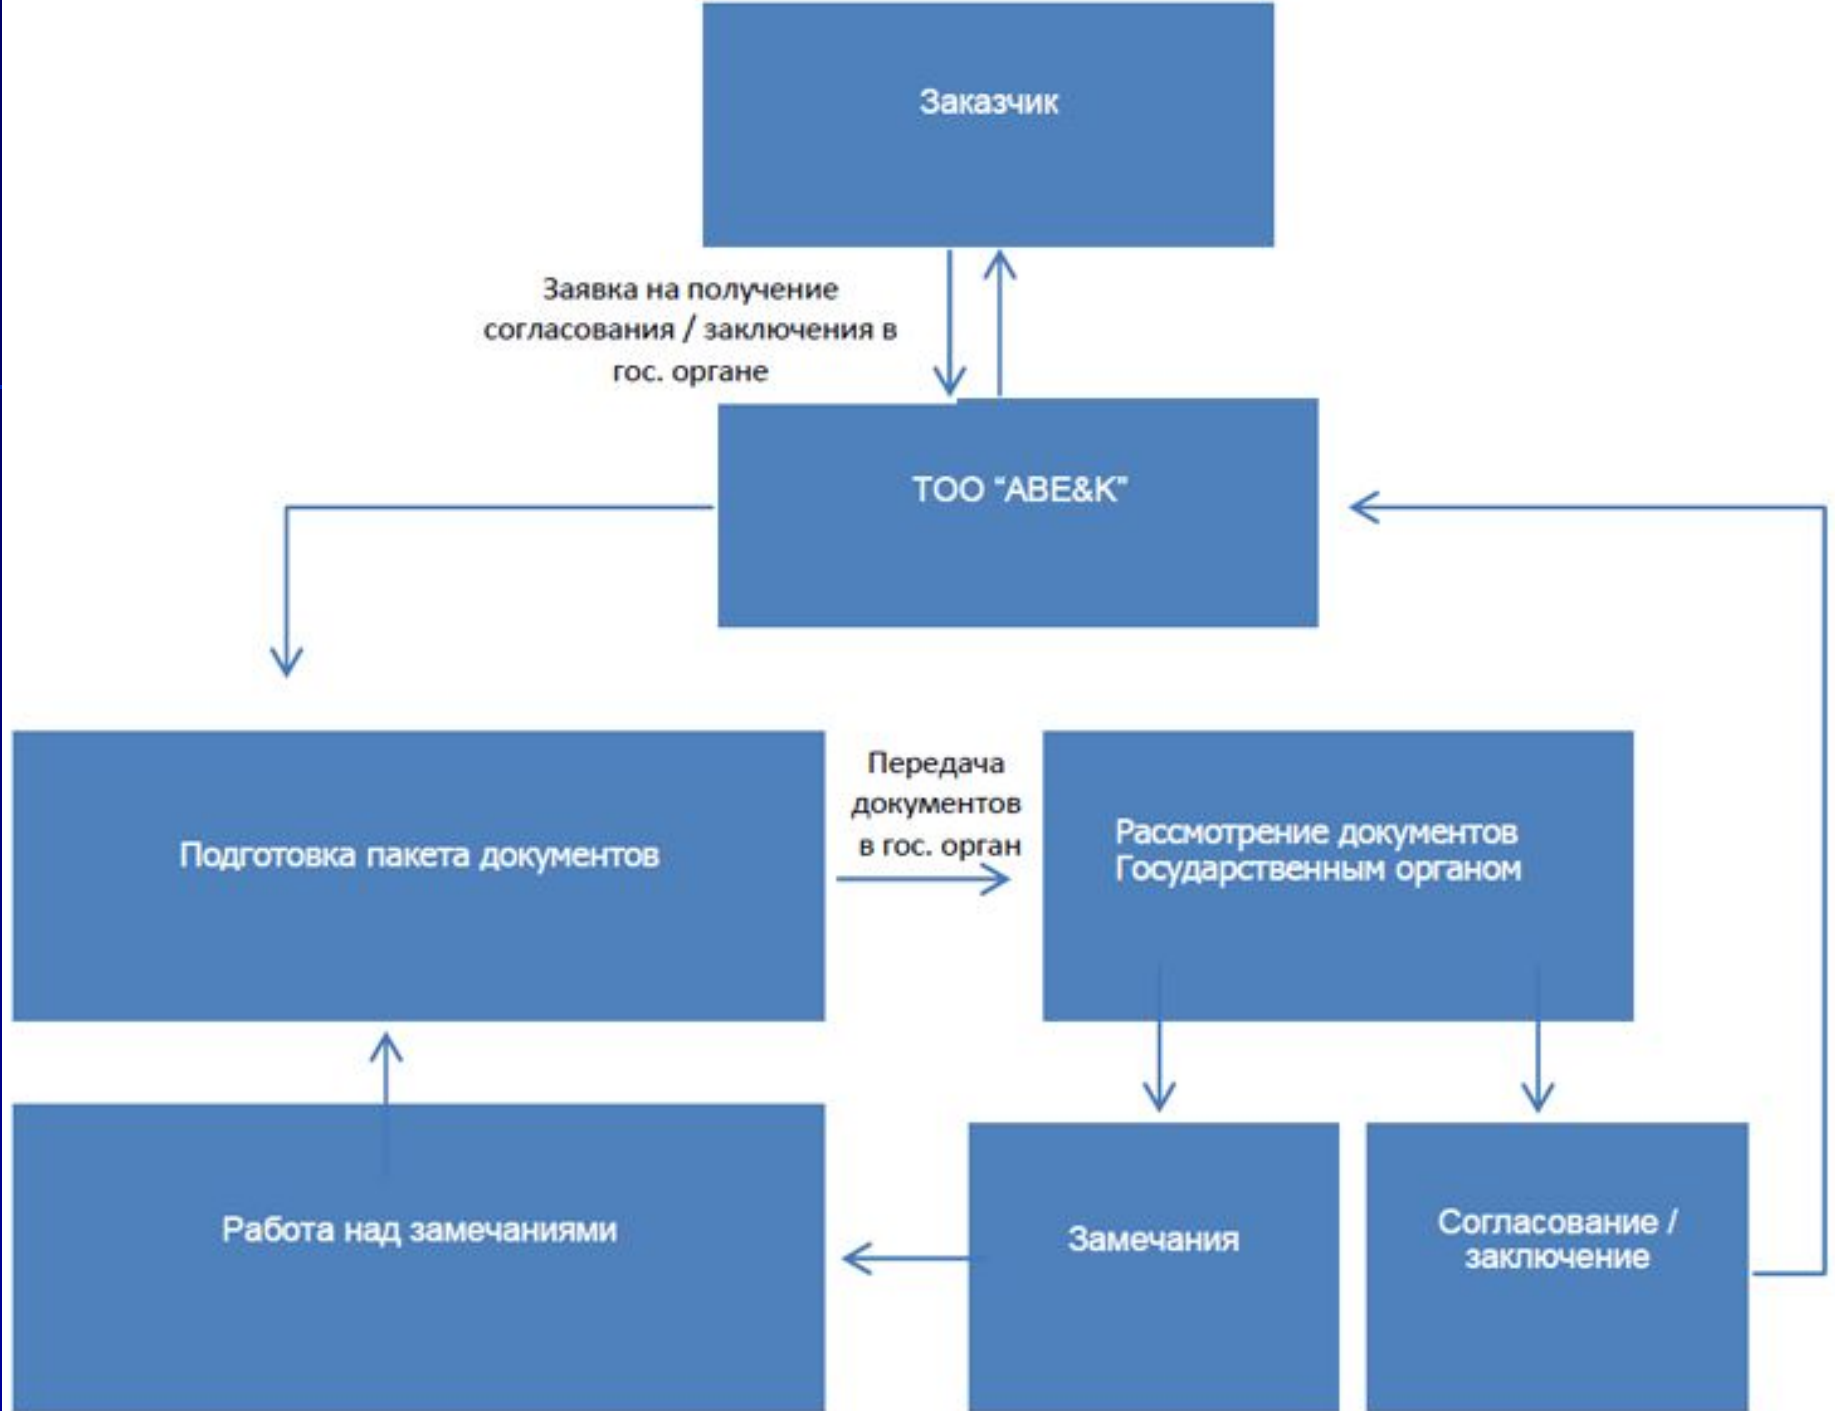 Заказчик
Заявка на получение
согласования / заключения в
гос. органе
ТОО “ABE&K”
Подготовка пакета документов
Передача
документов
в гос. орган
Рассмотрение документов
Государственным органом
Работа над замечаниями
Замечания
Согласование /
заключение